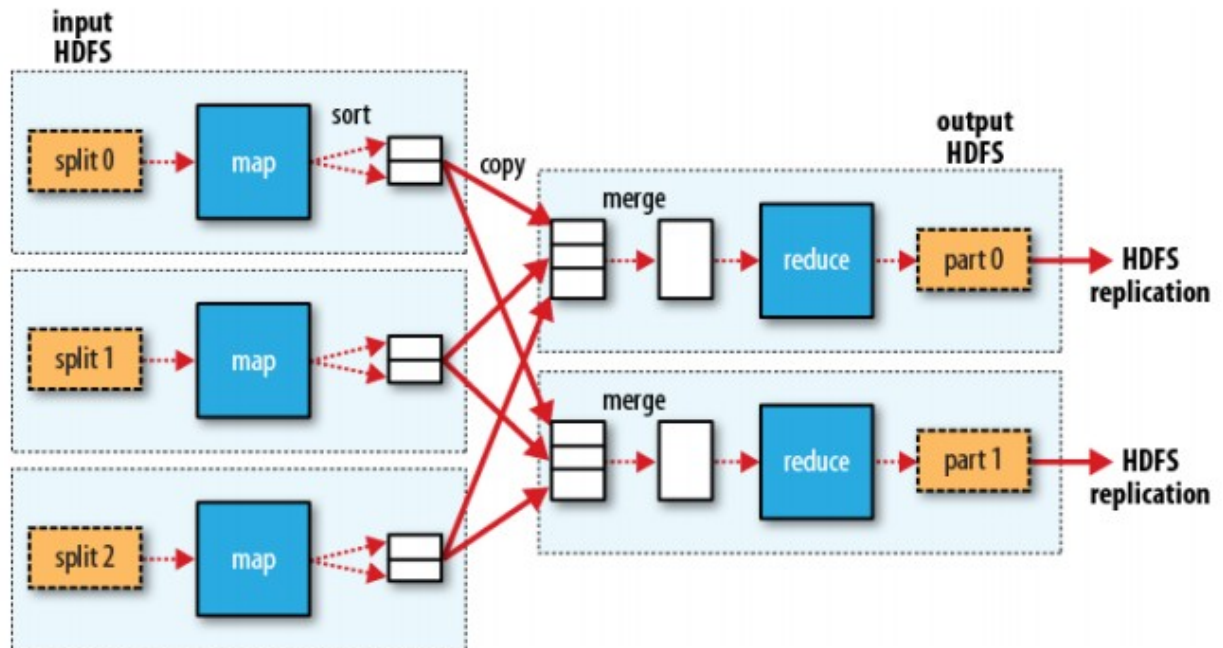 input
HDFS
split 0
map
sort
copy
split 1
map
split 2
map
output
HDFS
merge
reduce
part 0
HDFS
replication
merge
reduce
part 1
HDFS
replication